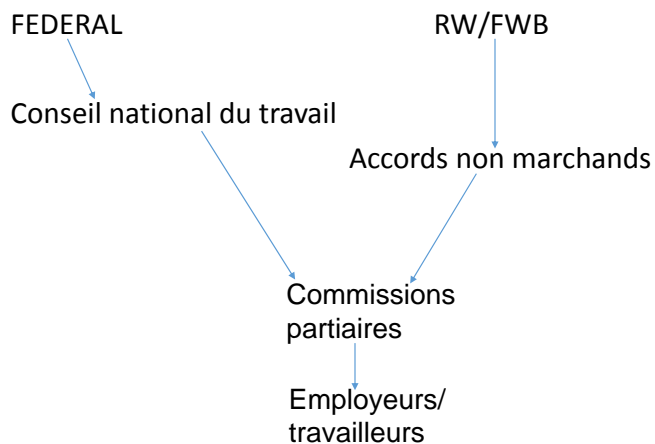 FEDERAL
RW/FWB
Conseil national du travail
Accords non marchands
Commissions
partiaires
Employeurs/
travailleurs